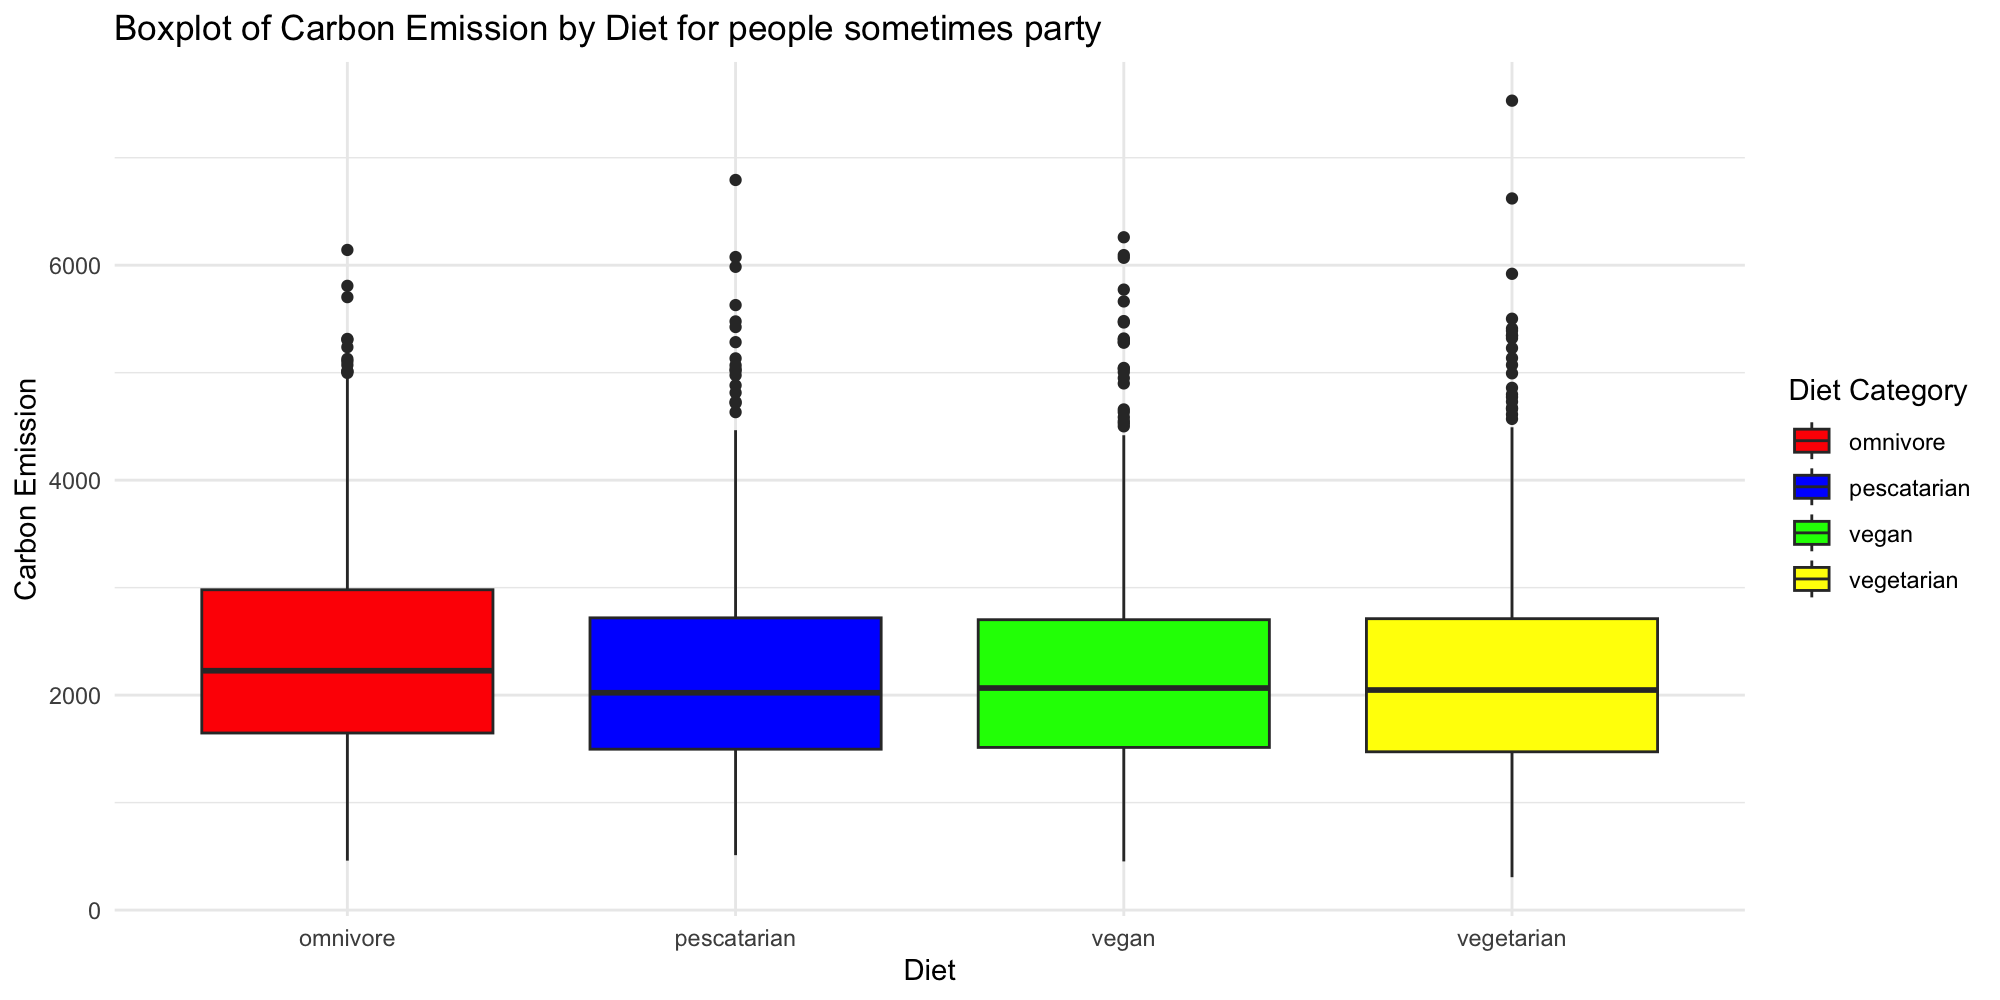 Boxplot of Carbon Emission by Diet for people sometimes party
Carbon Emission
6000
4000
2000
0
omnivore
pescatarian
vegan
vegetarian
Diet
Diet Category
omnivore
pescatarian
vegan
vegetarian